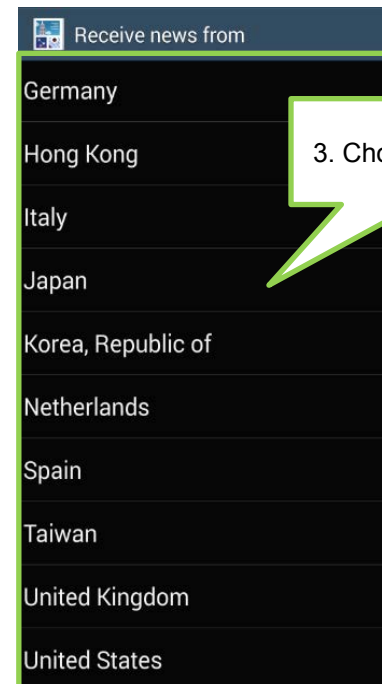 Receive news from
Germany
Hong Kong
3. Cho
Italy
Japan
Korea, Republic of
Netherlands
Spain
Taiwan
United Kingdom
United States